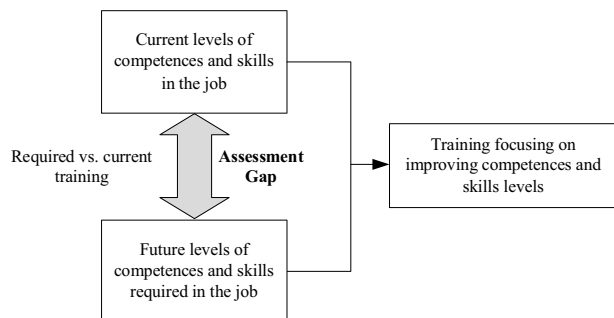 Current levels of
competences and skills
in the job
Required vs. current
training
Assessment
Gap
Training focusing on
improving competences and
skills levels
Future levels of
competences and skills
required in the job